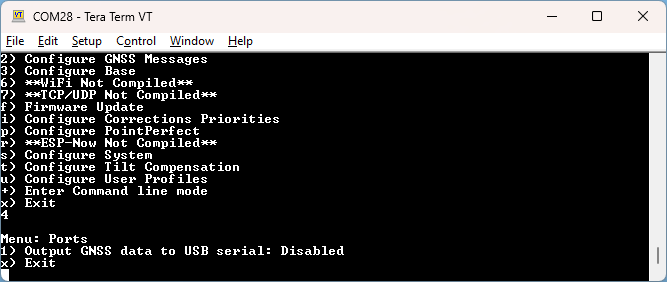 VT COM28 - Tera Term VT
File Edit Setup Control Window Help
2) Configure GNSS Messages
3) Configure Base
6) **WiFi Not Compiled**
7) **TCP/UDP Not Compiled**
f) Firmware Update
i) Configure Corrections Priorities
p) Configure PointPerfect
r) **ESP-Now Not Compiled**
s) Configure System
t) Configure Tilt Compensation
u) Configure User Profiles
+) Enter Command line mode
x) Exit
4
Menu: Ports
1) Output GNSS data to USB serial: Disabled
x) Exit